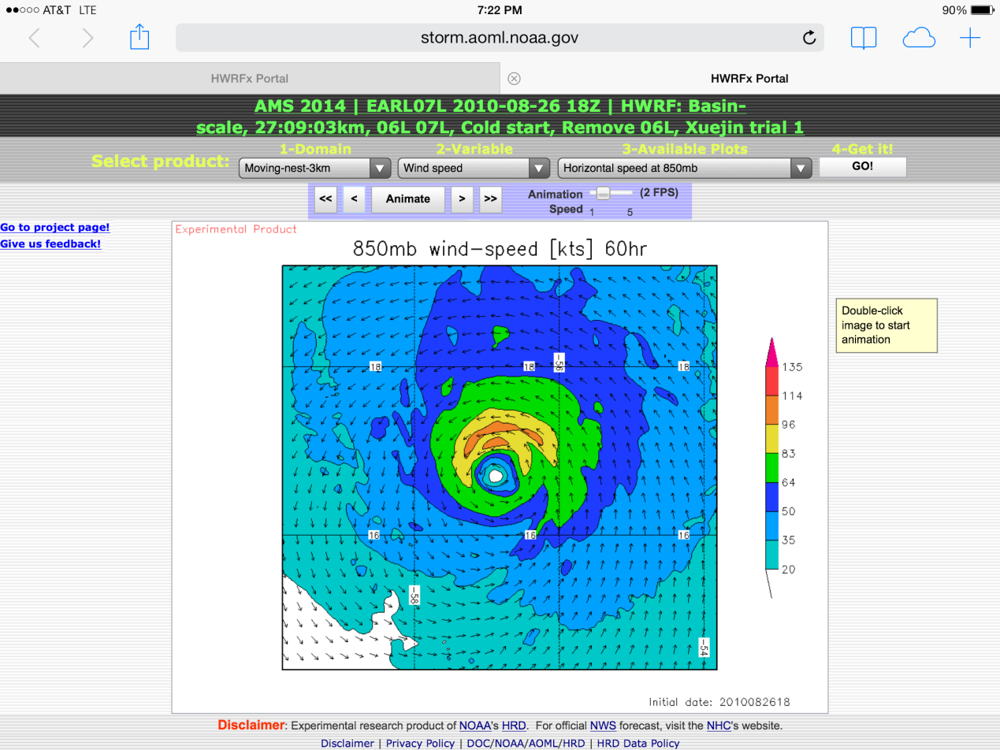 AT&T LTE 7:22 PM 90%
storm.aoml.noaa.gov
HWRFx Portal HWRFx Portal
AMS 2014 | EARL07L 2010-08-26 18Z | HWRF: Basin-
scale, 27:09:03km, 06L 07L, Cold start, Remove 06L, Xuejin trial 1
1-Domain 2-Variable 3-Available Plots 4-Get it!
Select product: Moving-nest-3km Wind speed Horizontal speed at 850mb GO!
<< < Animate > >> Animation Speed 1 5 (2 FPS)
Go to project page!
Give us feedback!
Experimental Product
850mb wind-speed [kts] 60hr
Double-click
image to start
animation
18 18 -56 18
16 16 16
-58
-54
135
114
96
83
64
50
35
20
Initial date: 2010082618
Disclaimer: Experimental research product of NOAA's HRD. For official NWS forecast, visit the NHC's website.
Disclaimer | Privacy Policy | DOC/NOAA/AOML/HRD | HRD Data Policy